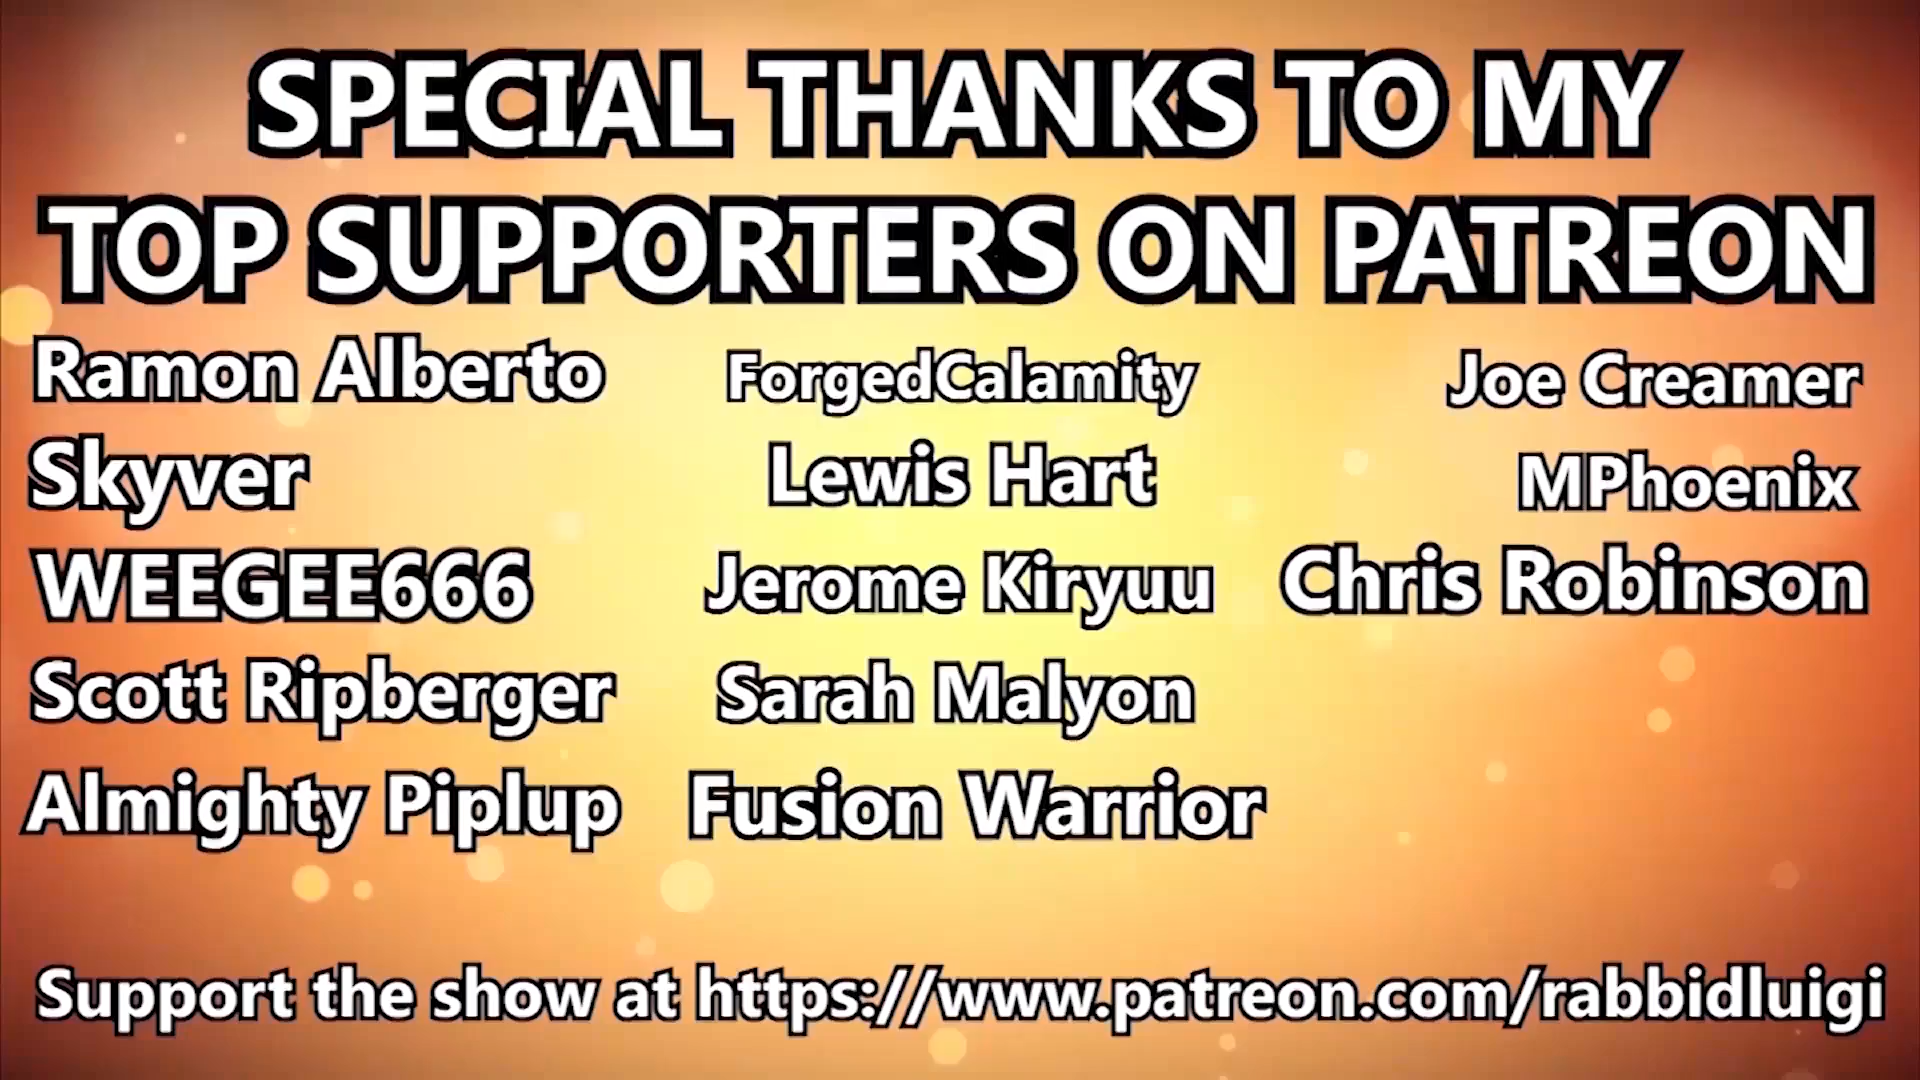 SPECIAL THANKS TO MY
TOP SUPPORTERS ON PATREON
Ramon Alberto
Skyver
WEEGEE666
Scott Ripberger
Almighty Piplup
ForgedCalamity
Lewis Hart
Jerome Kiryuu
Sarah Malyon
Fusion Warrior
Joe Creamer
MPhoenix
Chris Robinson
Support the show at https://www.patreon.com/rabbidluigi